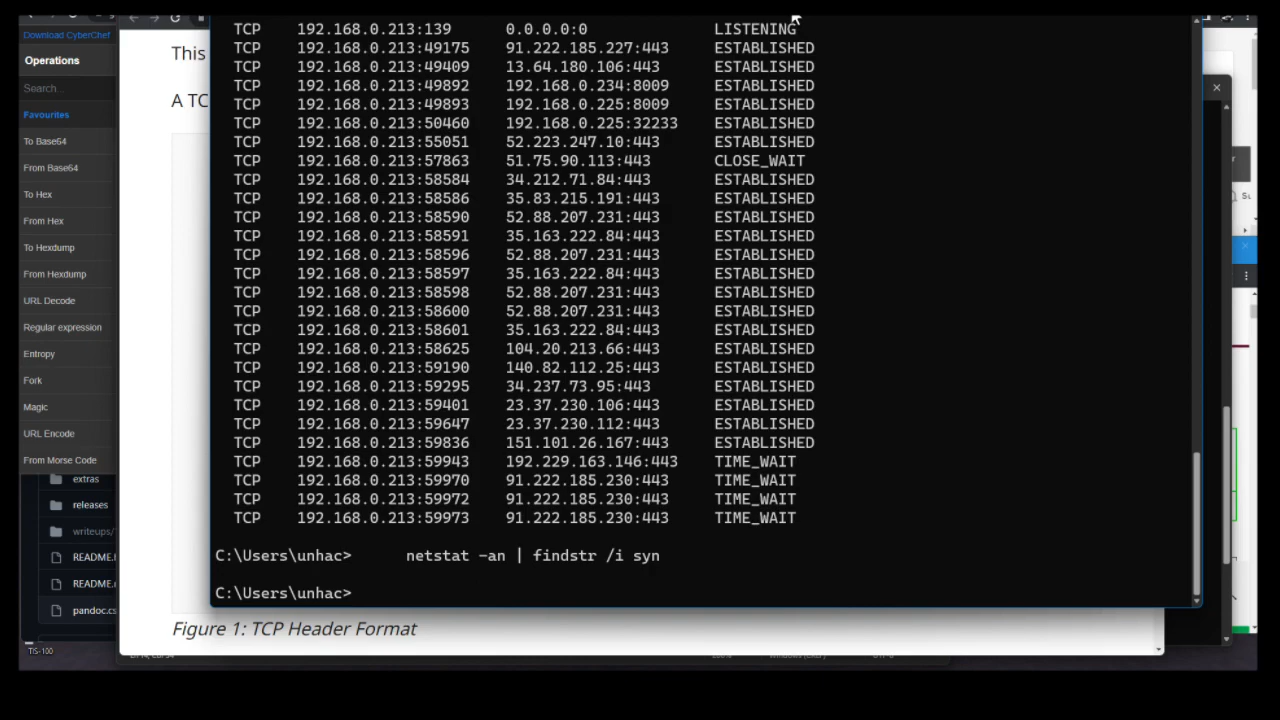 Download CyberChef
Operations
Search...
Favourites
To Base64
From Base64
To Hex
From Hex
To Hexdump
From Hexdump
URL Decode
Regular expression
Entropy
Fork
Magic
URL Encode
From Morse Code
extras
releases
writeups/
README.
README.
pandoc.cs
TIS-100
This
A TC
TCP 192.168.0.213:139 0.0.0.0:0 LISTENING
TCP 192.168.0.213:49175 91.222.185.227:443 ESTABLISHED
TCP 192.168.0.213:49409 13.64.180.106:443 ESTABLISHED
TCP 192.168.0.213:49892 192.168.0.234:8009 ESTABLISHED
TCP 192.168.0.213:49893 192.168.0.225:8009 ESTABLISHED
TCP 192.168.0.213:50460 192.168.0.225:32233 ESTABLISHED
TCP 192.168.0.213:55051 52.223.247.10:443 ESTABLISHED
TCP 192.168.0.213:57863 51.75.90.113:443 CLOSE_WAIT
TCP 192.168.0.213:58584 34.212.71.84:443 ESTABLISHED
TCP 192.168.0.213:58586 35.83.215.191:443 ESTABLISHED
TCP 192.168.0.213:58590 52.88.207.231:443 ESTABLISHED
TCP 192.168.0.213:58591 35.163.222.84:443 ESTABLISHED
TCP 192.168.0.213:58596 52.88.207.231:443 ESTABLISHED
TCP 192.168.0.213:58597 35.163.222.84:443 ESTABLISHED
TCP 192.168.0.213:58598 52.88.207.231:443 ESTABLISHED
TCP 192.168.0.213:58600 52.88.207.231:443 ESTABLISHED
TCP 192.168.0.213:58601 35.163.222.84:443 ESTABLISHED
TCP 192.168.0.213:58625 104.20.213.66:443 ESTABLISHED
TCP 192.168.0.213:59190 140.82.112.25:443 ESTABLISHED
TCP 192.168.0.213:59295 34.237.73.95:443 ESTABLISHED
TCP 192.168.0.213:59401 23.37.230.106:443 ESTABLISHED
TCP 192.168.0.213:59647 23.37.230.112:443 ESTABLISHED
TCP 192.168.0.213:59836 151.101.26.167:443 ESTABLISHED
TCP 192.168.0.213:59943 192.229.163.146:443 TIME_WAIT
TCP 192.168.0.213:59970 91.222.185.230:443 TIME_WAIT
TCP 192.168.0.213:59972 91.222.185.230:443 TIME_WAIT
TCP 192.168.0.213:59973 91.222.185.230:443 TIME_WAIT
C:\Users\unhac> netstat -an | findstr /i syn
C:\Users\unhac>
Figure 1: TCP Header Format